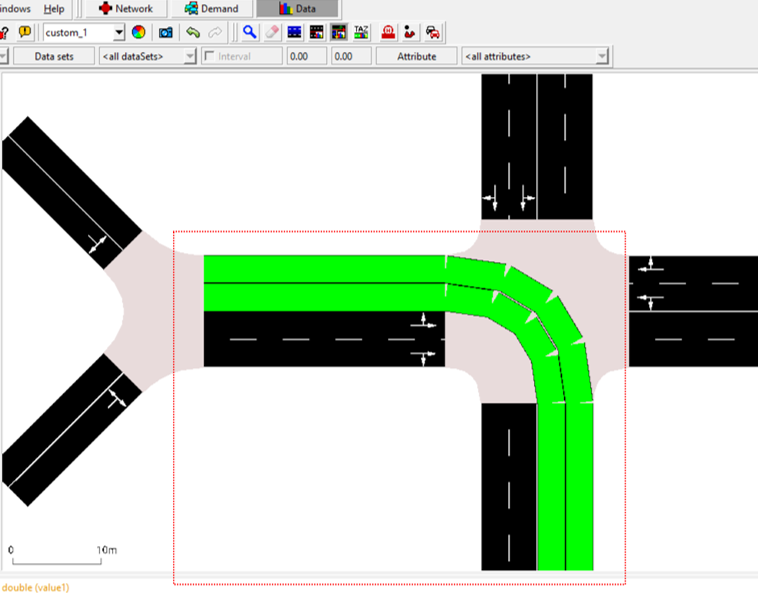 indows Help Network Demand Data
? custom_1 TAZ
Data sets <all dataSets> Interval 0.00 0.00 Attribute <all attributes>
0 10m
double (value1)